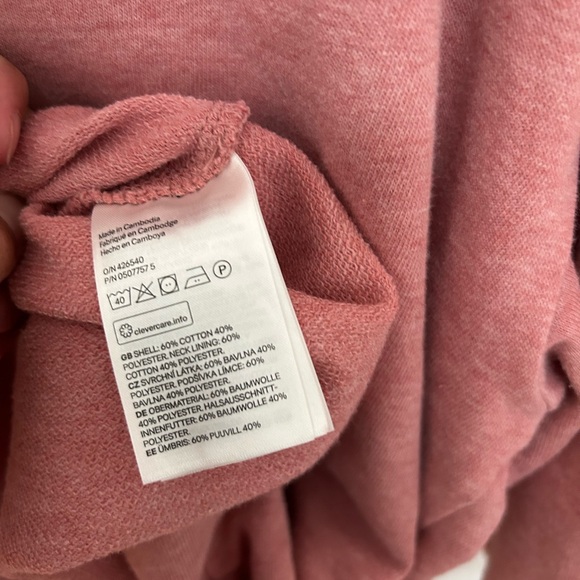 Made in Cambodia
Fabriqué en Cambodge
Hecho en Camboya
O/N 426540
P/N 0507757 5
40
P
clevercare.info
GB SHELL: 60% COTTON 40%
POLYESTER. NECK LINING: 60%
COTTON 40% POLYESTER.
CZ SVRCHNÍ LÁTKA: 60% BAVLNA 40%
POLYESTER. PODŠÍVKA LÍMCE: 60%
BAVLNA 40% POLYESTER.
DE OBERMATERIAL: 60% BAUMWOLLE
40% POLYESTER. HALSAUSSCHNITT-
INNENFUTTER: 60% BAUMWOLLE 40%
POLYESTER.
EE ÜMBRIS: 60% PUUVILL 40%